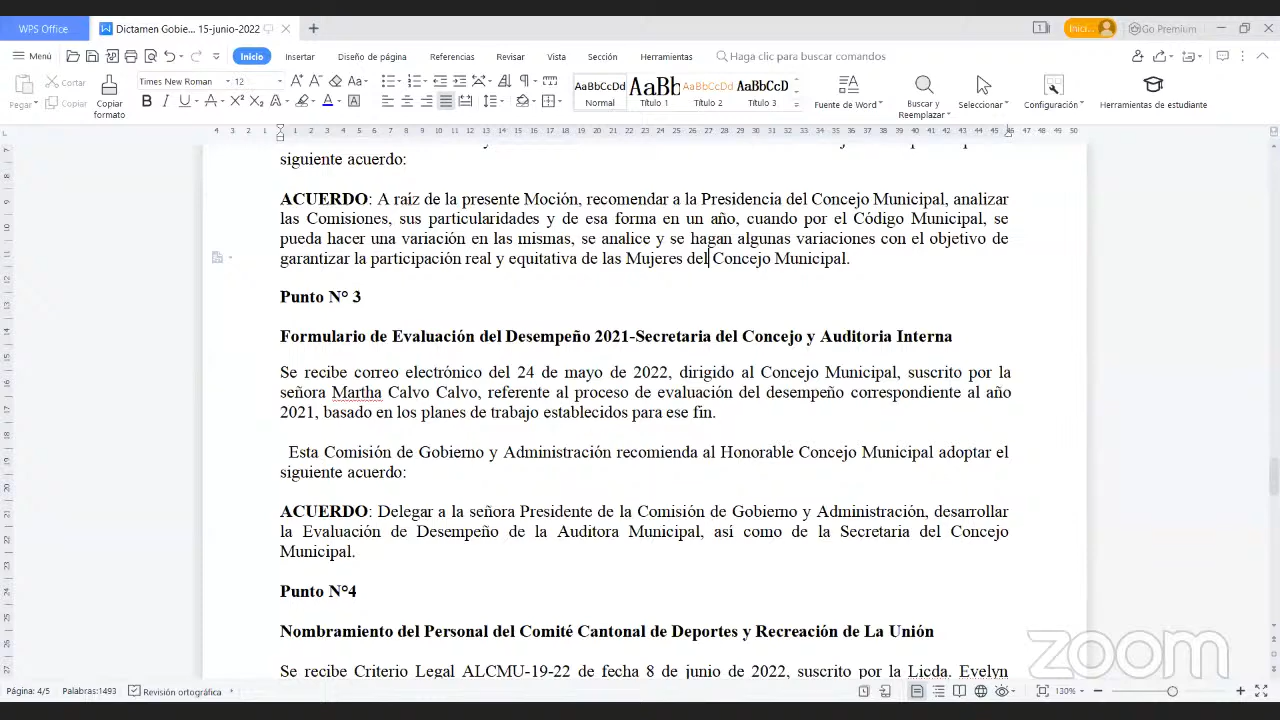 WPS Office
Dictamen Gobie... 15-junio-2022
Inici...
Go Premium
Menú
Inicio
Insertar
Diseño de página
Referencias
Revisar
Vista
Sección
Herramientas
Haga clic para buscar comandos
Pegar
Cortar
Copiar
Copiar formato
Times New Roman
12
AaBbCcDd
Normal
AaBb
Título 1
AaBbCcDd
Título 2
AaBbCcD
Título 3
Fuente de Word
Buscar y Reemplazar
Seleccionar
Configuración
Herramientas de estudiante
siguiente acuerdo:
ACUERDO: A raíz de la presente Moción, recomendar a la Presidencia del Concejo Municipal, analizar
las Comisiones, sus particularidades y de esa forma en un año, cuando por el Código Municipal, se
pueda hacer una variación en las mismas, se analice y se hagan algunas variaciones con el objetivo de
garantizar la participación real y equitativa de las Mujeres del Concejo Municipal.
Punto N° 3
Formulario de Evaluación del Desempeño 2021-Secretaria del Concejo y Auditoria Interna
Se recibe correo electrónico del 24 de mayo de 2022, dirigido al Concejo Municipal, suscrito por la
señora Martha Calvo Calvo, referente al proceso de evaluación del desempeño correspondiente al año
2021, basado en los planes de trabajo establecidos para ese fin.
Esta Comisión de Gobierno y Administración recomienda al Honorable Concejo Municipal adoptar el
siguiente acuerdo:
ACUERDO: Delegar a la señora Presidente de la Comisión de Gobierno y Administración, desarrollar
la Evaluación de Desempeño de la Auditora Municipal, así como de la Secretaria del Concejo
Municipal.
Punto N°4
Nombramiento del Personal del Comité Cantonal de Deportes y Recreación de La Unión
Se recibe Criterio Legal ALCMU-19-22 de fecha 8 de junio de 2022, suscrito por la Licda. Evelyn
zoom
Página: 4/5
Palabras:1493
Revisión ortográfica
130%